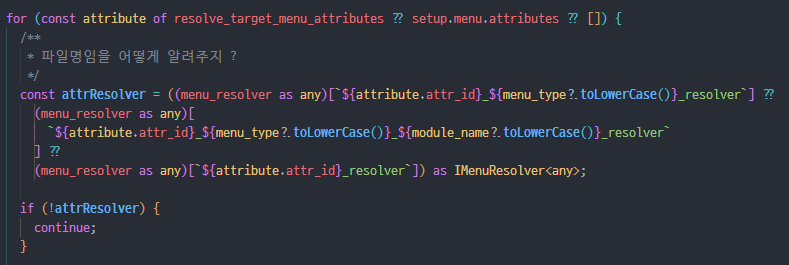 for (const attribute of resolve_target_menu_attributes ?? setup.menu.attributes ?? []) {
/**
* 파일명임을 어떻게 알려주지 ?
*/
const attrResolver = ((menu_resolver as any)[`${attribute.attr_id}_${menu_type?.toLowerCase()}_resolver`] ??
(menu_resolver as any)[
`${attribute.attr_id}_${menu_type?.toLowerCase()}_${module_name?.toLowerCase()}_resolver`
] ??
(menu_resolver as any)[`${attribute.attr_id}_resolver`]) as IMenuResolver<any>;
if (!attrResolver) {
continue;
}